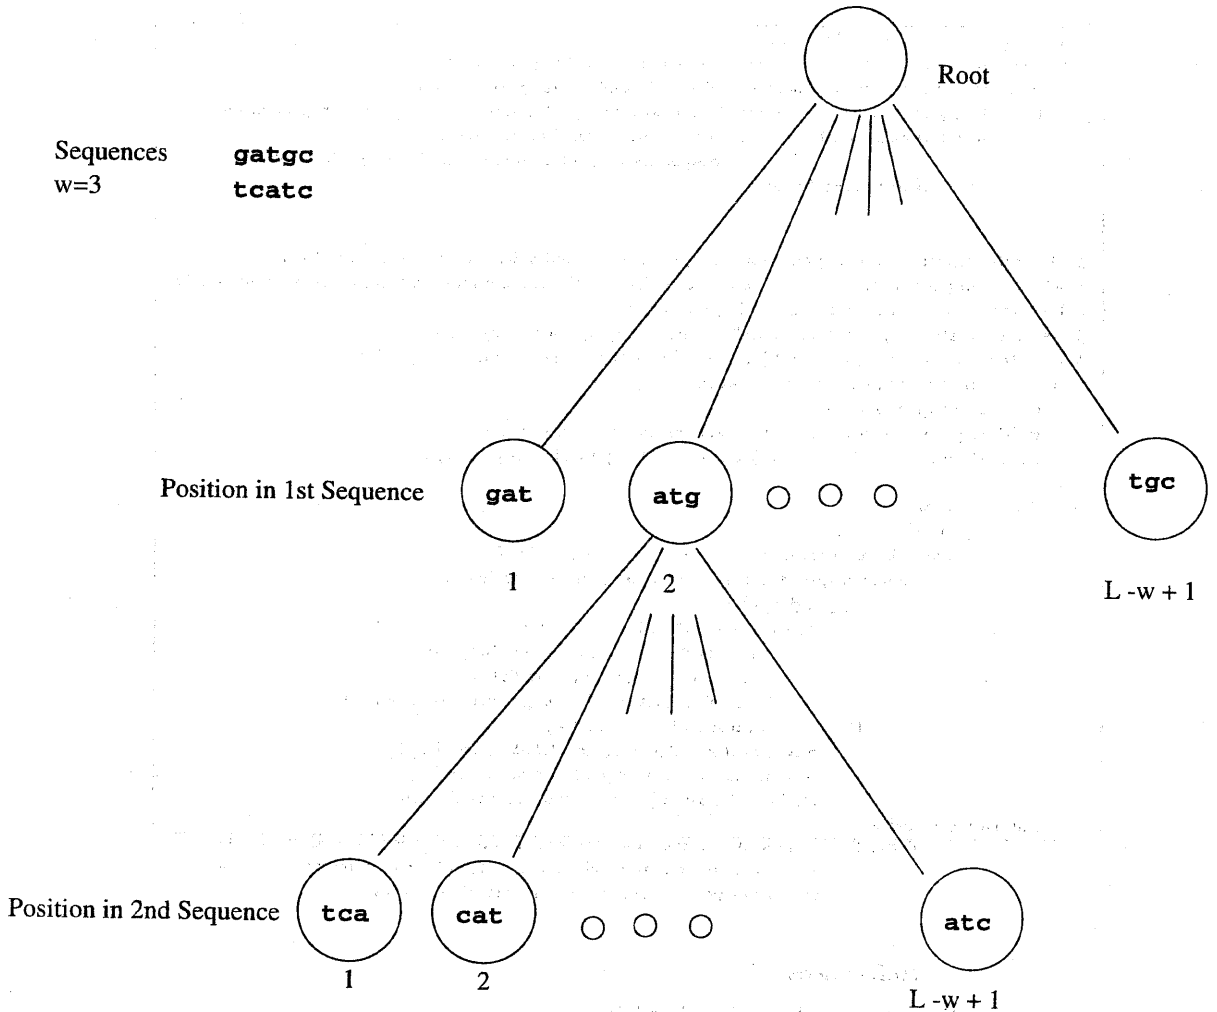 Root
Sequences gatgc
w=3 tcatc
Position in 1st Sequence gat atg tgc
1 2 L -w + 1
Position in 2nd Sequence tca cat atc
1 2 L -w + 1